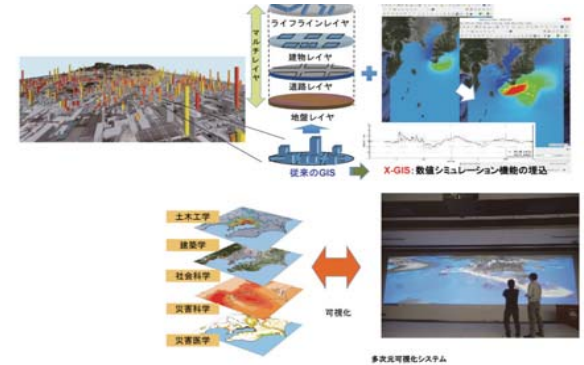 マルチレイヤ
ライフラインレイヤ
建物レイヤ
道路レイヤ
地盤レイヤ
従来のGIS
X-GIS：数値シミュレーション機能の埋込
土木工学
建築学
社会科学
災害科学
災害医学
可視化
多次元可視化システム